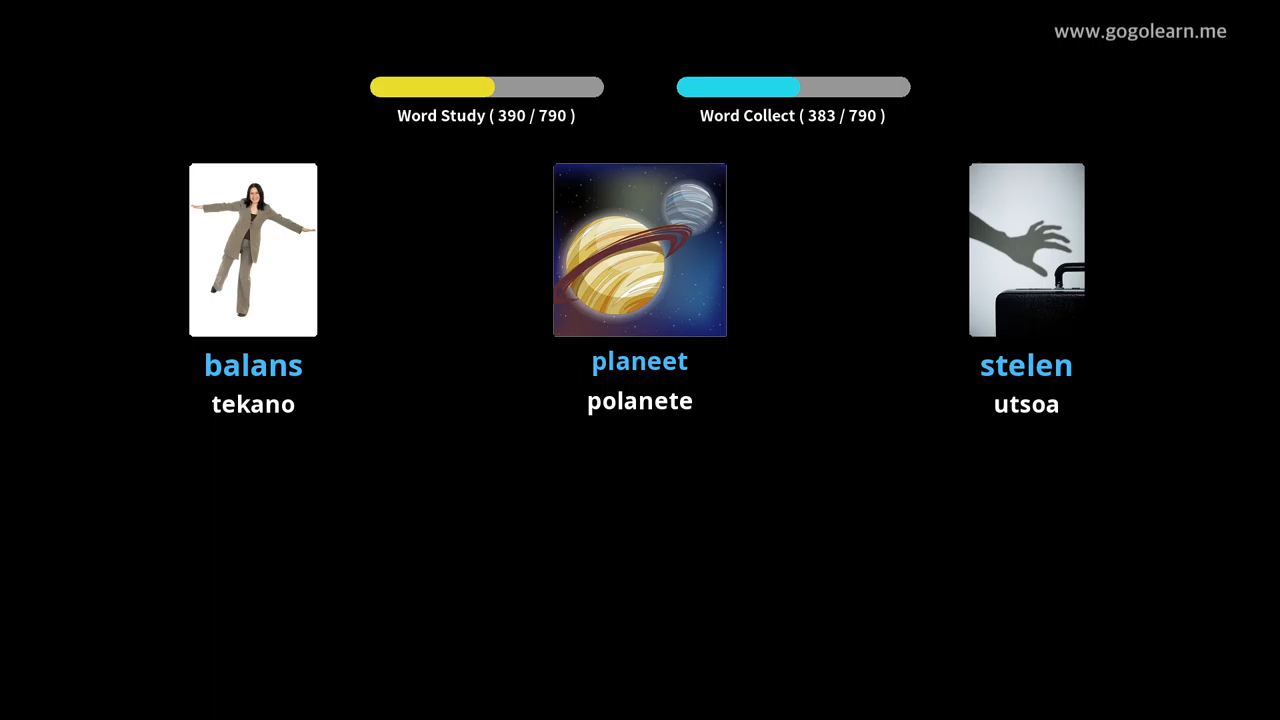 www.gogolearn.me
Word Study ( 390 / 790 )
Word Collect ( 383 / 790 )
balans
tekano
planeet
polanete
stelen
utsoa